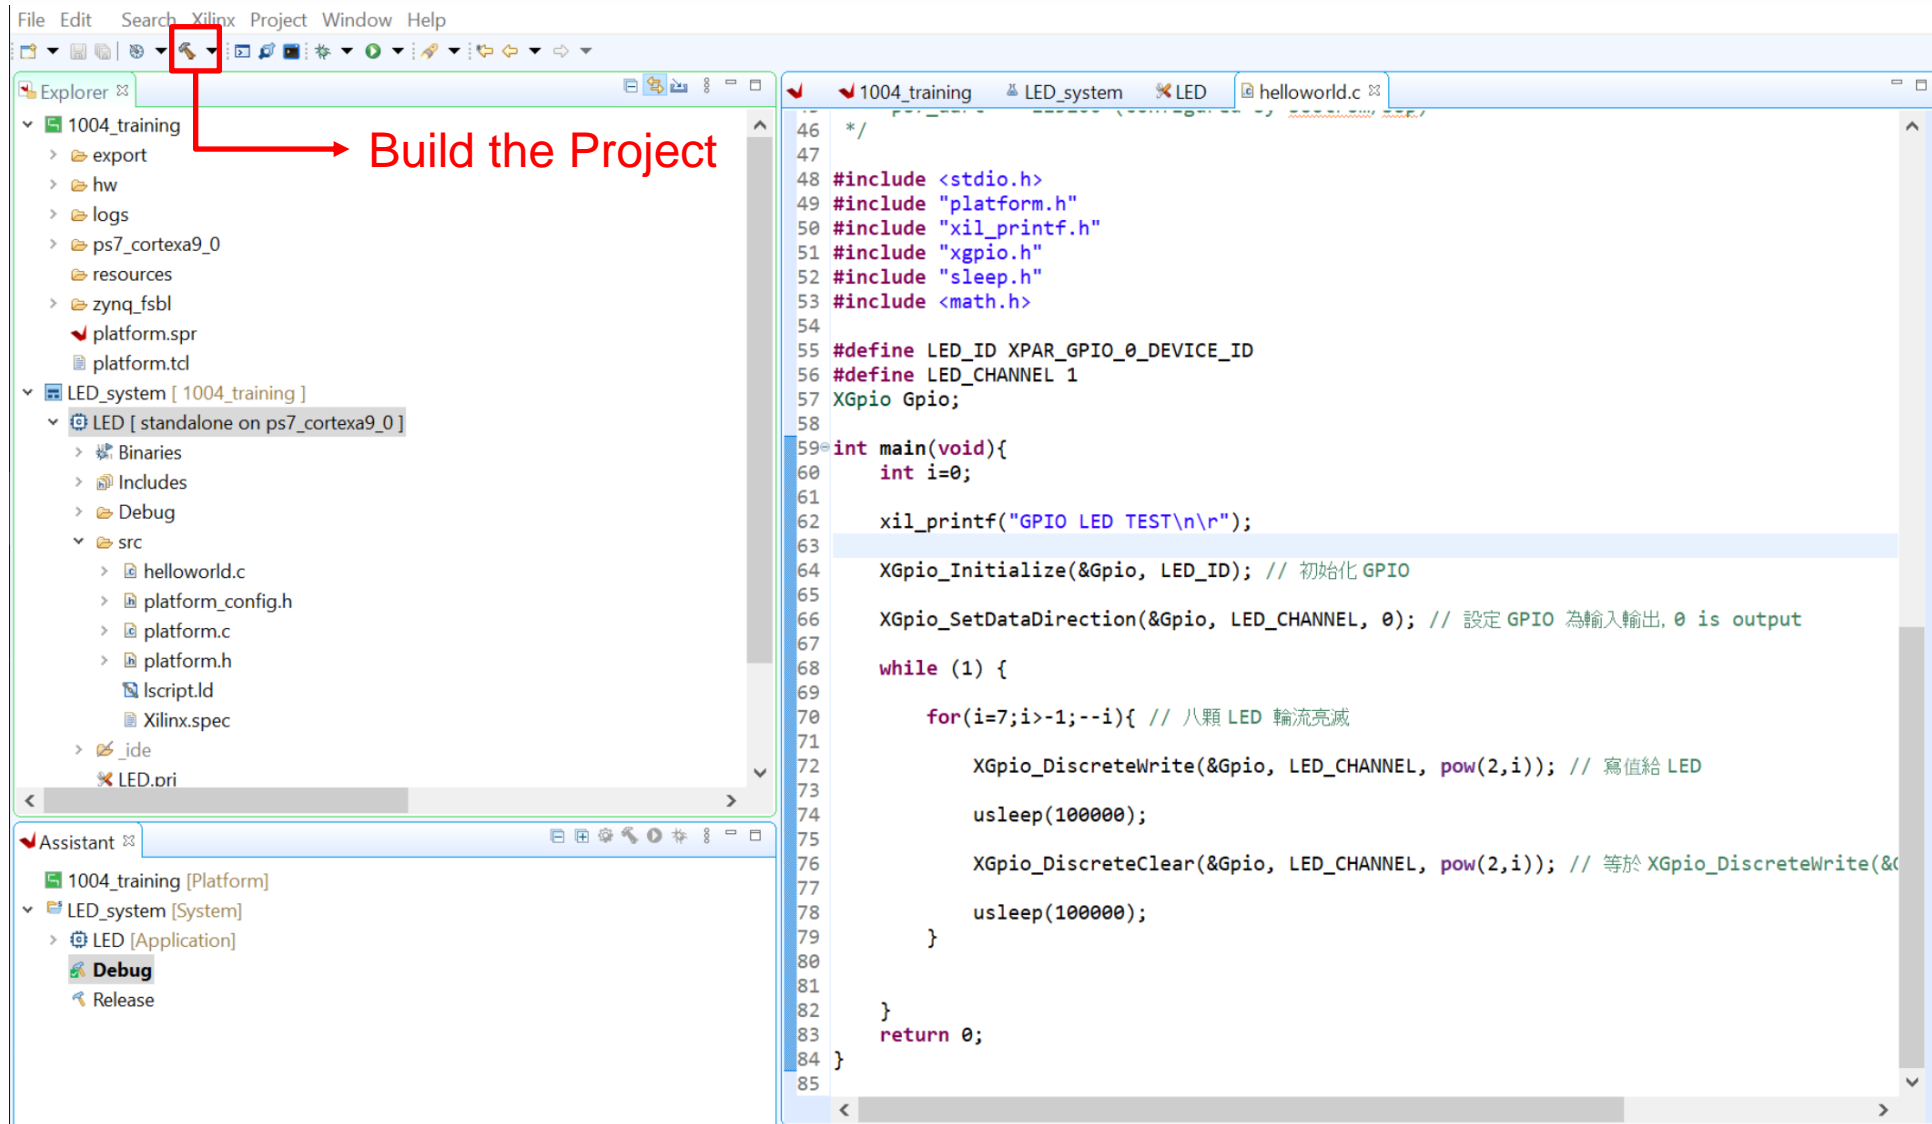 File Edit Search Xilinx Project Window Help
Explorer
1004_training
export
hw
logs
ps7_cortexa9_0
resources
zynq_fsbl
platform.spr
platform.tcl
LED_system [ 1004_training ]
LED [ standalone on ps7_cortexa9_0 ]
Binaries
Includes
Debug
src
helloworld.c
platform_config.h
platform.c
platform.h
lscript.ld
Xilinx.spec
_ide
LED.prj
Build the Project
Assistant
1004_training [Platform]
LED_system [System]
LED [Application]
Debug
Release
1004_training LED_system LED helloworld.c
46 */
47
48 #include <stdio.h>
49 #include "platform.h"
50 #include "xil_printf.h"
51 #include "xgpio.h"
52 #include "sleep.h"
53 #include <math.h>
54
55 #define LED_ID XPAR_GPIO_0_DEVICE_ID
56 #define LED_CHANNEL 1
57 XGpio Gpio;
58
59 int main(void){
60 int i=0;
61
62 xil_printf("GPIO LED TEST\n\r");
63
64 XGpio_Initialize(&Gpio, LED_ID); // 初始化 GPIO
65
66 XGpio_SetDataDirection(&Gpio, LED_CHANNEL, 0); // 設定 GPIO 為輸入輸出, 0 is output
67
68 while (1) {
69
70 for(i=7;i>-1;--i){ // 八顆 LED 輪流亮滅
71
72 XGpio_DiscreteWrite(&Gpio, LED_CHANNEL, pow(2,i)); // 寫值給 LED
73
74 usleep(100000);
75
76 XGpio_DiscreteClear(&Gpio, LED_CHANNEL, pow(2,i)); // 等於 XGpio_DiscreteWrite(&
77
78 usleep(100000);
79 }
80
81
82 }
83 return 0;
84 }
85